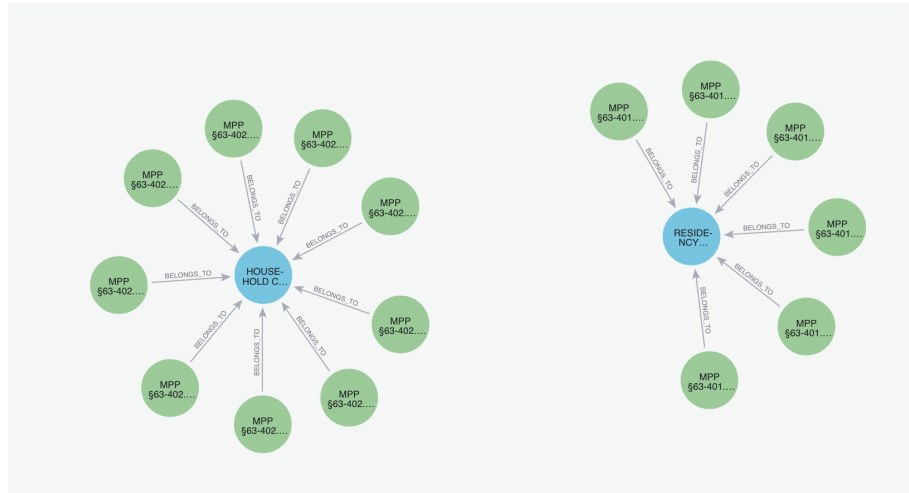 MPP
§63-402....
BELONGS_TO
MPP
§63-402....
BELONGS_TO
MPP
§63-402....
BELONGS_TO
MPP
§63-402....
BELONGS_TO
MPP
§63-402....
BELONGS_TO
HOUSE-
HOLD C...
MPP
§63-402....
BELONGS_TO
MPP
§63-402....
BELONGS_TO
MPP
§63-402....
BELONGS_TO
MPP
§63-402....
BELONGS_TO
MPP
§63-401....
BELONGS_TO
MPP
§63-401....
BELONGS_TO
MPP
§63-401....
BELONGS_TO
RESIDE-
NCY...
MPP
§63-401....
BELONGS_TO
MPP
§63-401....
BELONGS_TO
MPP
§63-401....
BELONGS_TO